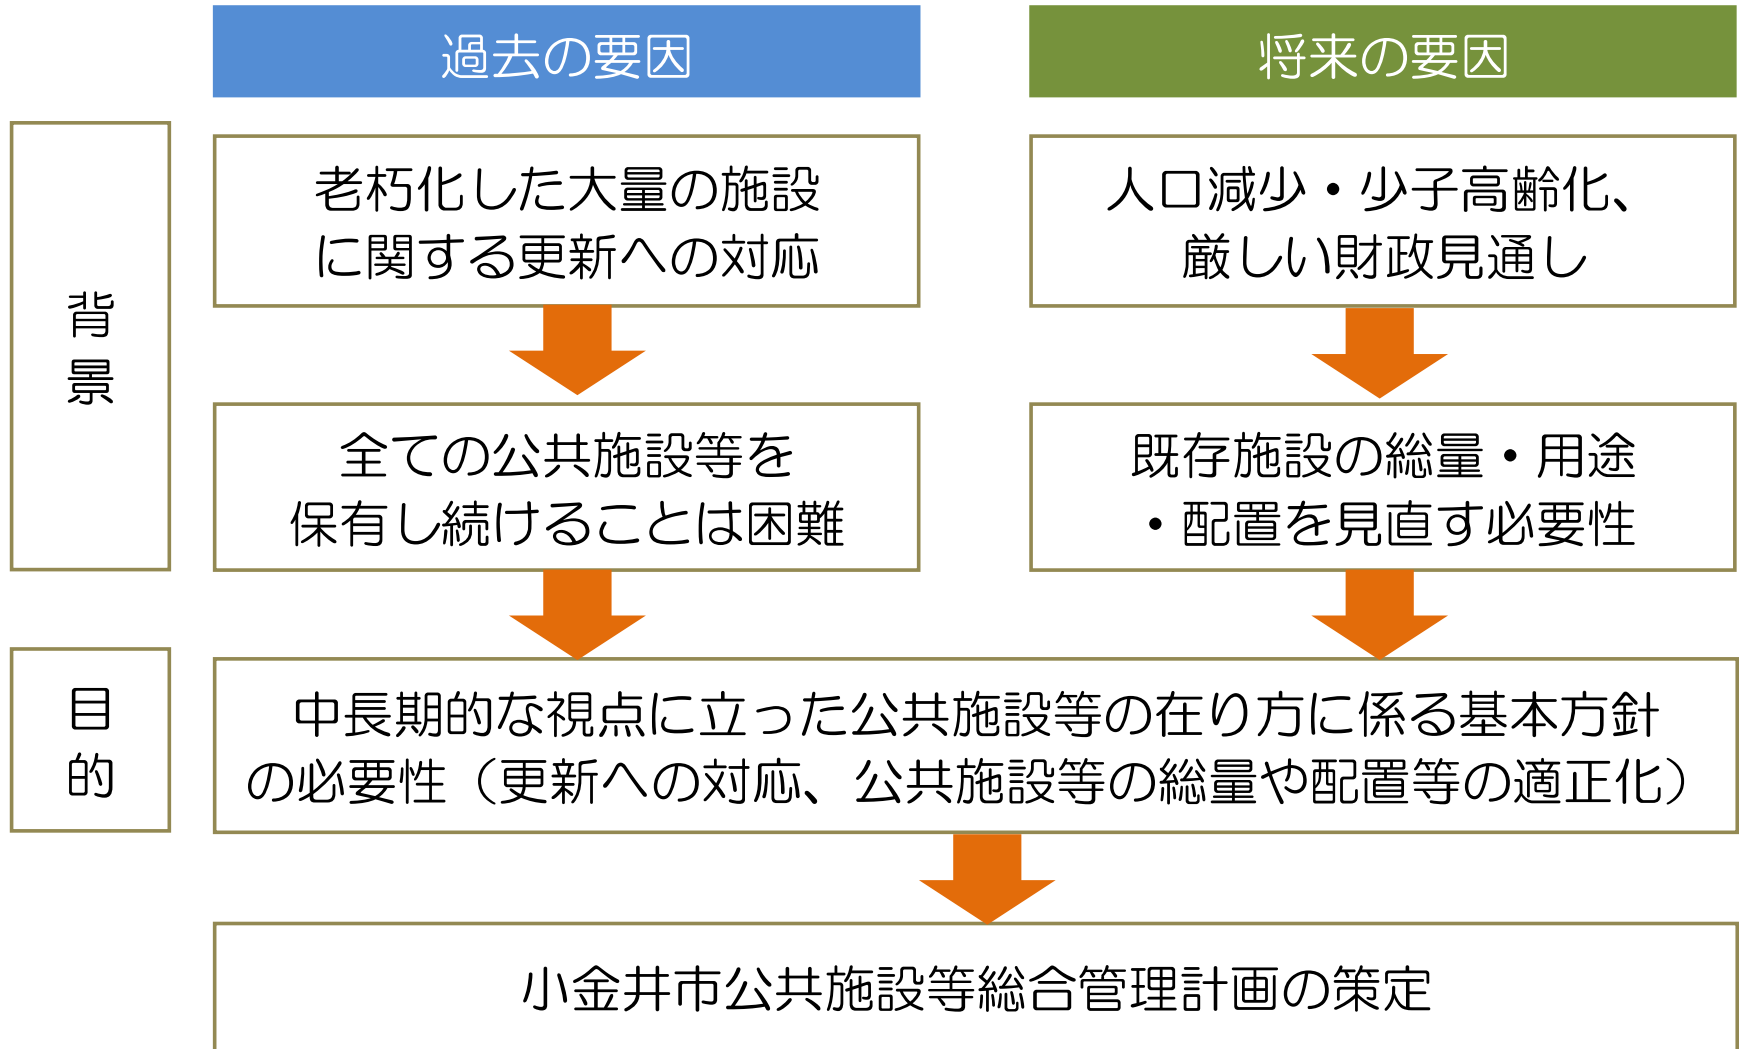 過去の要因
将来の要因
背景
老朽化した大量の施設
に関する更新への対応
人口減少・少子高齢化、
厳しい財政見通し
全ての公共施設等を
保有し続けることは困難
既存施設の総量・用途
・配置を見直す必要性
目的
中長期的な視点に立った公共施設等の在り方に係る基本方針
の必要性（更新への対応、公共施設等の総量や配置等の適正化）
小金井市公共施設等総合管理計画の策定